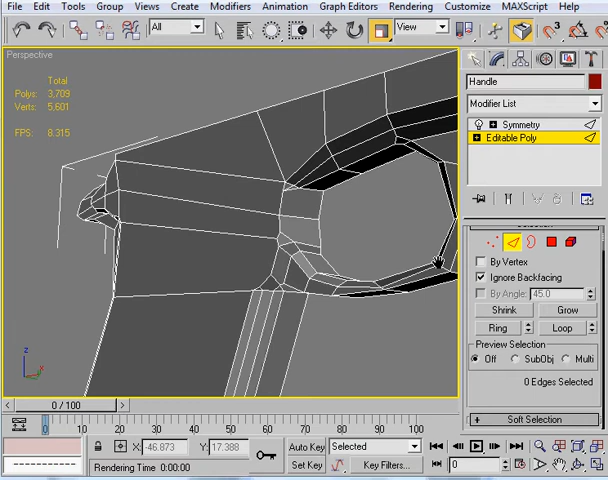 File Edit Tools Group Views Create Modifiers Animation Graph Editors Rendering Customize MAXScript Help
All
View
3
Perspective
Total
Polys: 3,709
Verts: 5,601
FPS: 8.315
z
x
Handle
Modifier List
Symmetry
Editable Poly
Selection
By Vertex
Ignore Backfacing
By Angle: 45.0
Shrink Grow
Ring Loop
Preview Selection
Off SubObj Multi
0 Edges Selected
+ Soft Selection
< 0 / 100 >
0 10 20 30 40 50 60 70 80 90 100
X: -46.873 Y: 17.388
Rendering Time 0:00:00
Auto Key Selected
Set Key Key Filters...
0